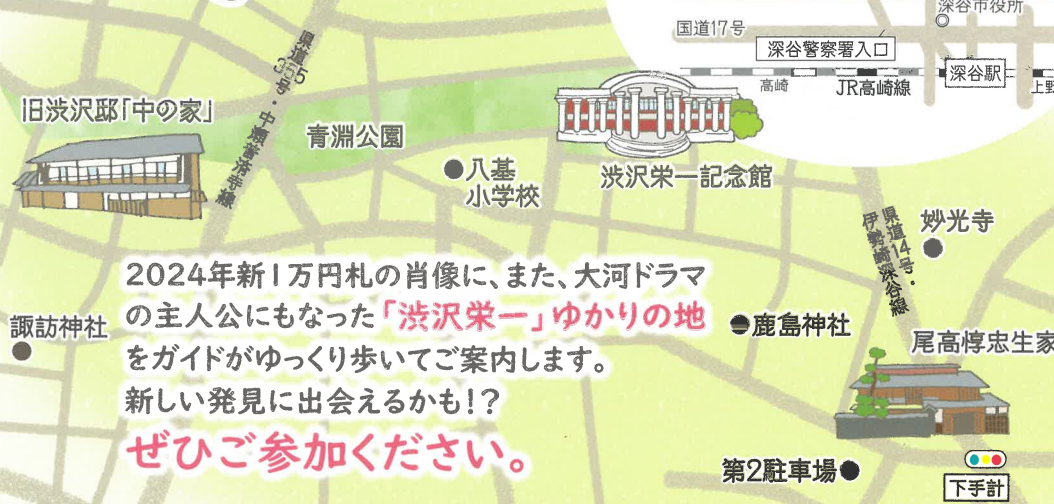 深谷市役所
国道17号
深谷警察署入口
高崎
JR高崎線
深谷駅
上野
県道355号・中瀬普済寺線
旧渋沢邸「中の家」
青淵公園
八基
小学校
渋沢栄一記念館
県道14号・
伊勢崎深谷線
妙光寺
2024年新1万円札の肖像に、また、大河ドラマ
の主人公にもなった「渋沢栄一」ゆかりの地
をガイドがゆっくり歩いてご案内します。
新しい発見に出会えるかも!?
ぜひご参加ください。
諏訪神社
鹿島神社
尾高惇忠生家
第2駐車場
下手計